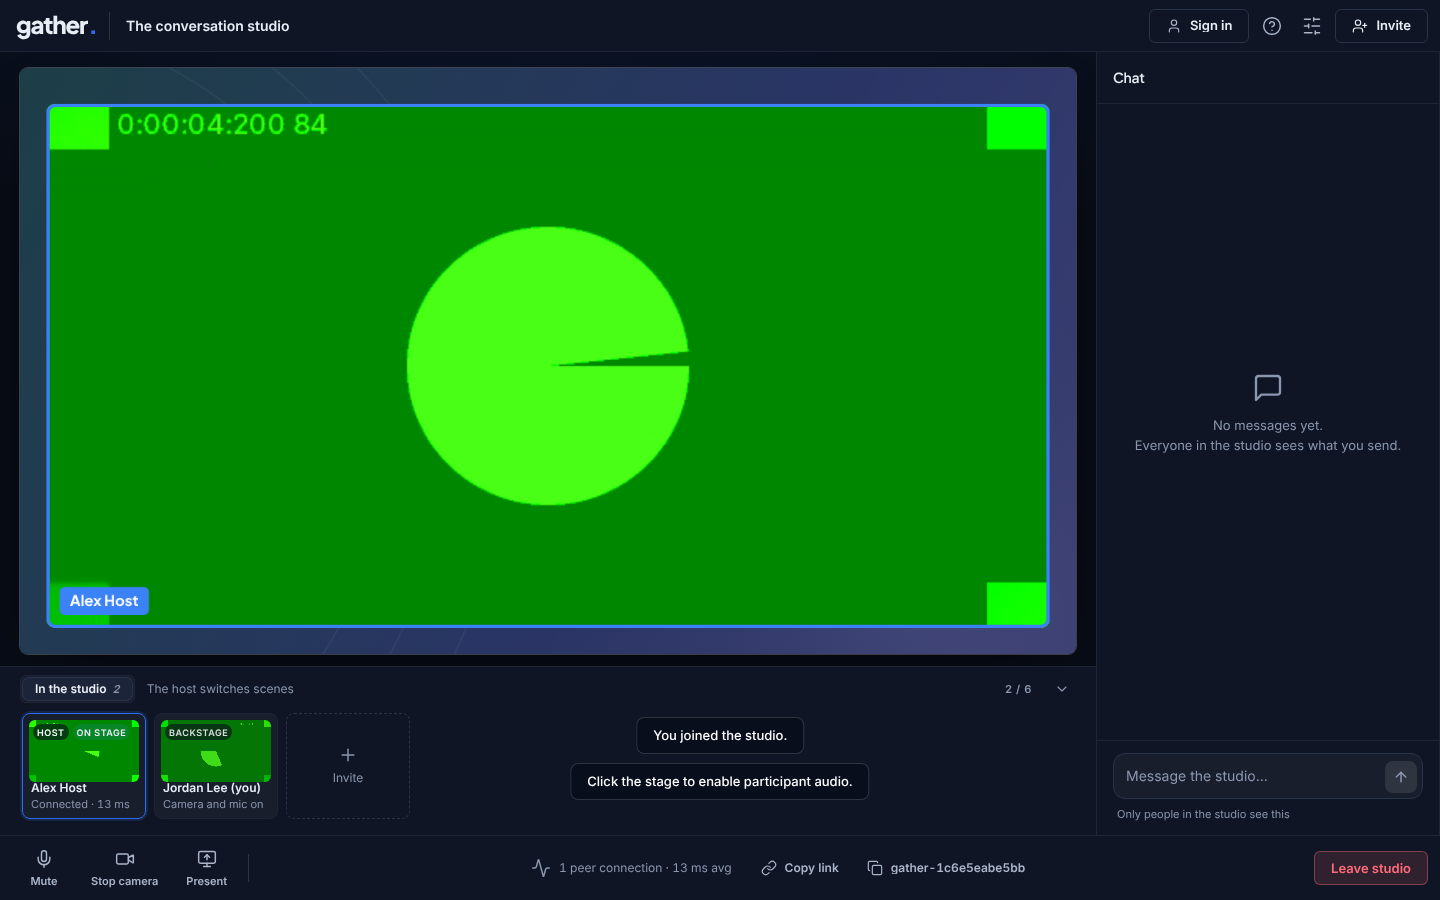 gather.
The conversation studio
Sign in
Invite
0:00:04:200 84
Alex Host
Chat
No messages yet.
Everyone in the studio sees what you send.
In the studio 2
The host switches scenes
2 / 6
HOST
ON STAGE
Alex Host
Connected · 13 ms
BACKSTAGE
Jordan Lee (you)
Camera and mic on
Invite
You joined the studio.
Click the stage to enable participant audio.
Message the studio...
Only people in the studio see this
Mute
Stop camera
Present
1 peer connection · 13 ms avg
Copy link
gather-1c6e5eabe5bb
Leave studio